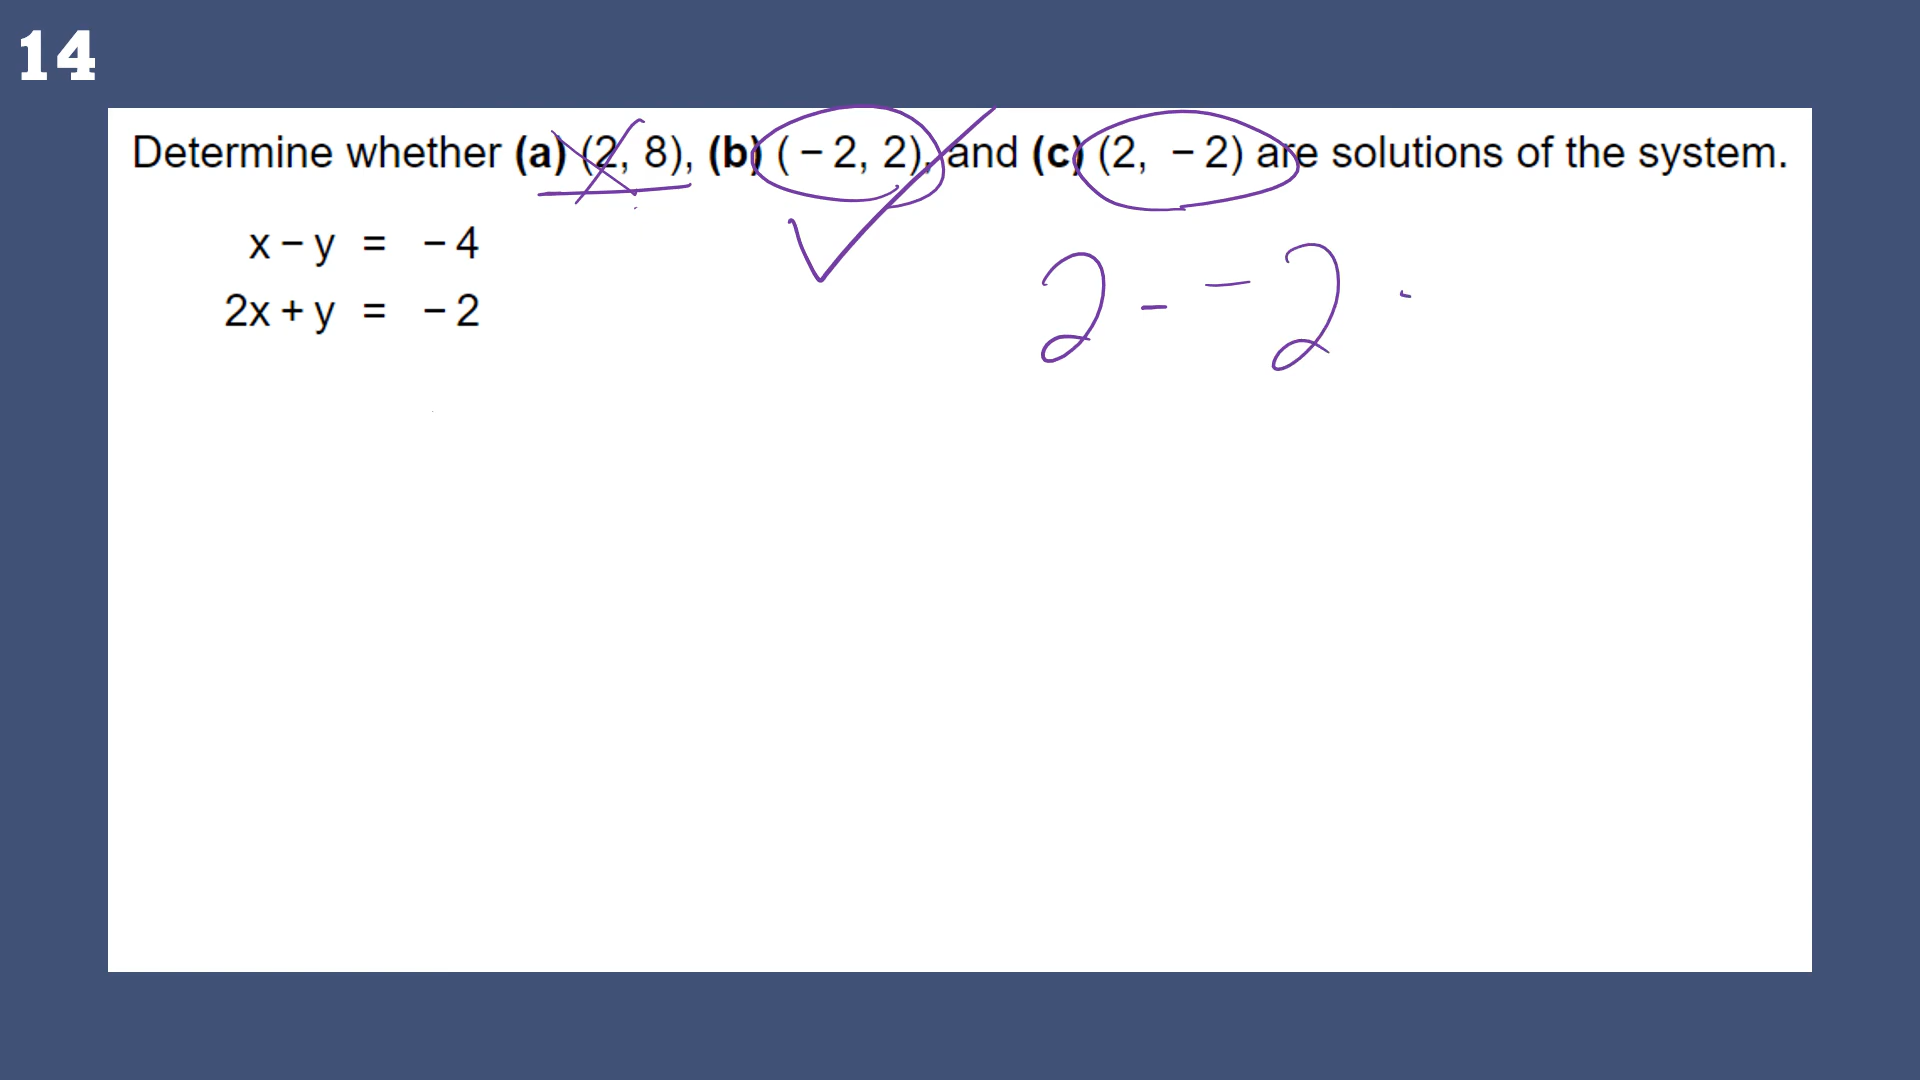 14
Determine whether (a) (2, 8), (b) (−2, 2), and (c) (2, −2) are solutions of the system.
x − y = −4
2 - -2
2x + y = −2